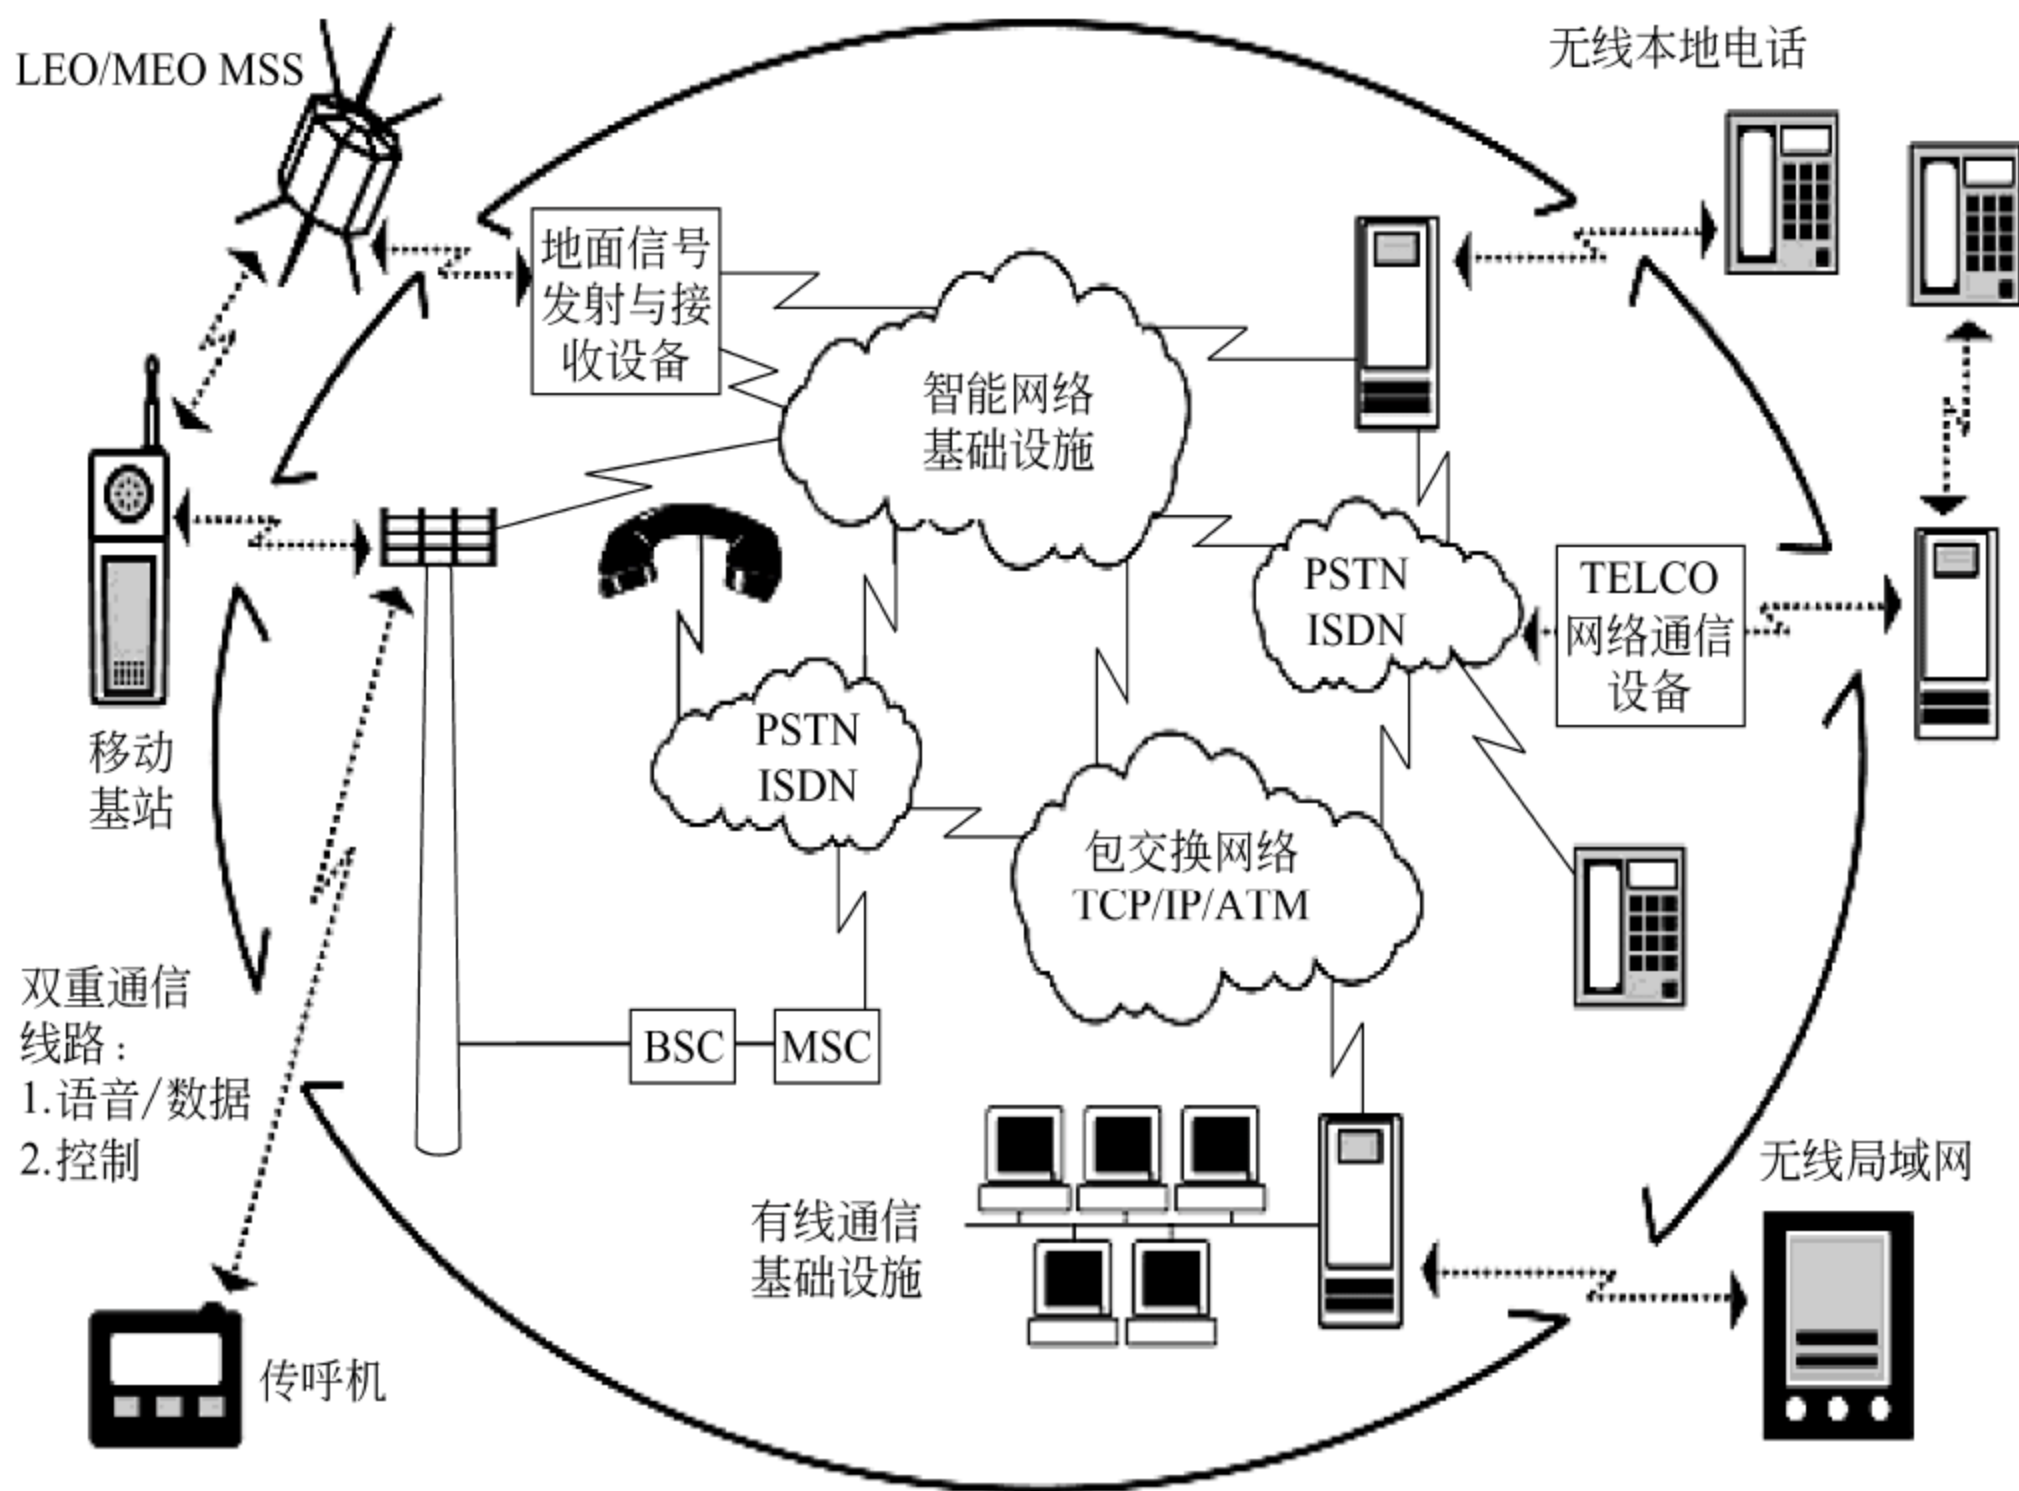 LEO/MEO MSS
无线本地电话
地面信号
发射与接
收设备
智能网络
基础设施
PSTN
ISDN
TELCO
网络通信
设备
移动
基站
PSTN
ISDN
包交换网络
TCP/IP/ATM
双重通信
线路：
1.语音/数据
2.控制
BSC
MSC
无线局域网
有线通信
基础设施
传呼机